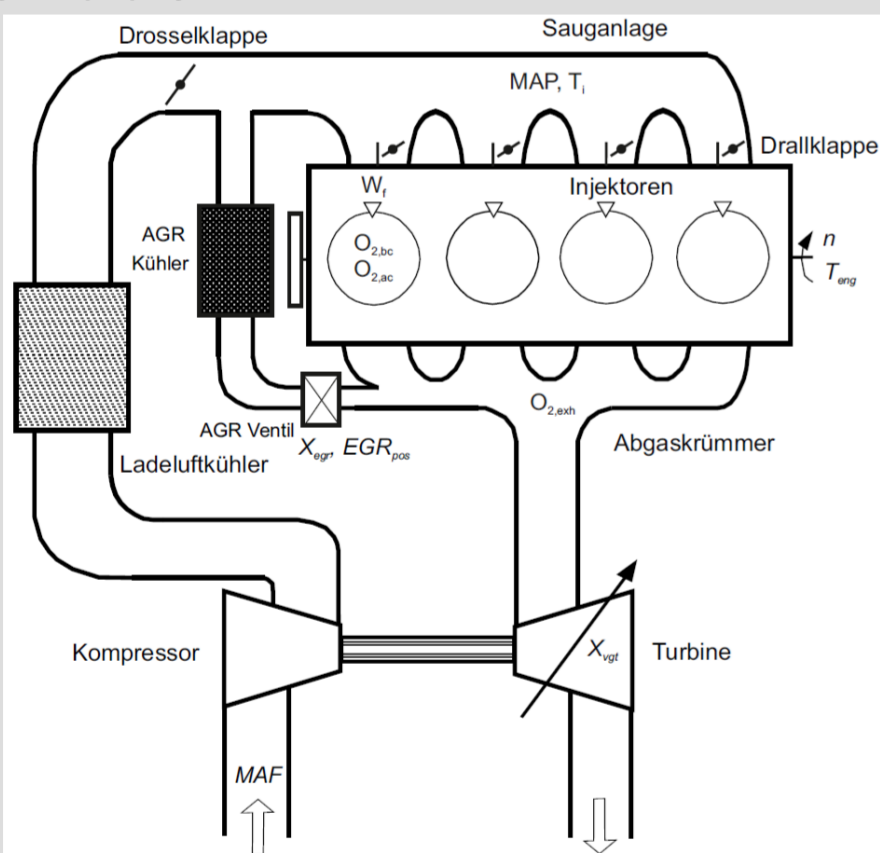 Drosselklappe
Sauganlage
MAP, Ti
Drallklappe
Wf
Injektoren
AGR
Kühler
O2,bc
O2,ac
n
Teng
O2,exh
AGR Ventil
Xegr, EGRpos
Abgaskrümmer
Ladeluftkühler
Kompressor
Xvgt
Turbine
MAF